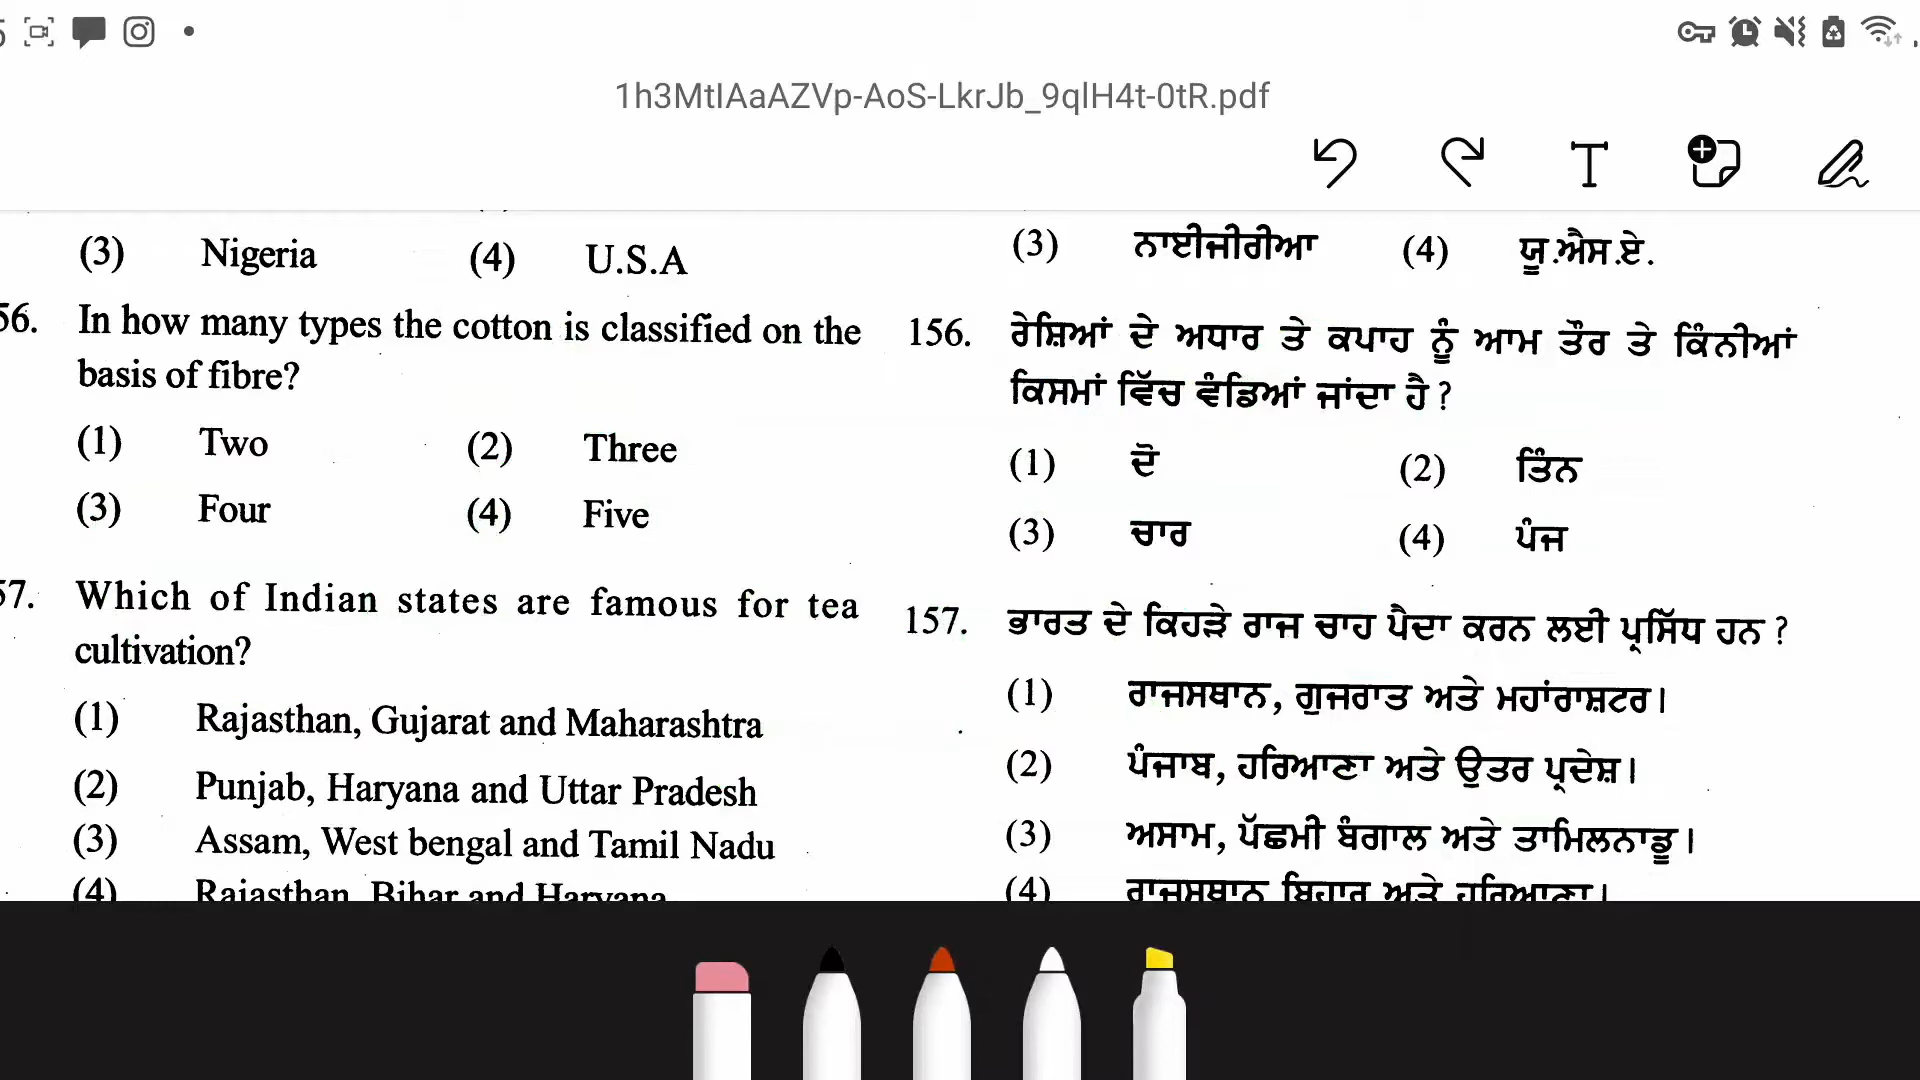 1h3MtIAaAZVp-AoS-LkrJb_9qlH4t-0tR.pdf
(3) Nigeria (4) U.S.A
56. In how many types the cotton is classified on the
basis of fibre?
(1) Two (2) Three
(3) Four (4) Five
57. Which of Indian states are famous for tea
cultivation?
(1) Rajasthan, Gujarat and Maharashtra
(2) Punjab, Haryana and Uttar Pradesh
(3) Assam, West bengal and Tamil Nadu
(4) Rajasthan, Bihar and Haryana
(3) ਨਾਈਜੀਰੀਆ (4) ਯੂ.ਐਸ.ਏ.
156. ਰੇਸ਼ਿਆਂ ਦੇ ਅਧਾਰ ਤੇ ਕਪਾਹ ਨੂੰ ਆਮ ਤੌਰ ਤੇ ਕਿੰਨੀਆਂ
ਕਿਸਮਾਂ ਵਿੱਚ ਵੰਡਿਆਂ ਜਾਂਦਾ ਹੈ ?
(1) ਦੋ (2) ਤਿੰਨ
(3) ਚਾਰ (4) ਪੰਜ
157. ਭਾਰਤ ਦੇ ਕਿਹੜੇ ਰਾਜ ਚਾਹ ਪੈਦਾ ਕਰਨ ਲਈ ਪ੍ਰਸਿੱਧ ਹਨ ?
(1) ਰਾਜਸਥਾਨ, ਗੁਜਰਾਤ ਅਤੇ ਮਹਾਂਰਾਸ਼ਟਰ।
(2) ਪੰਜਾਬ, ਹਰਿਆਣਾ ਅਤੇ ਉਤਰ ਪ੍ਰਦੇਸ਼।
(3) ਅਸਾਮ, ਪੱਛਮੀ ਬੰਗਾਲ ਅਤੇ ਤਾਮਿਲਨਾਡੂ।
(4) ਰਾਜਸਥਾਨ ਬਿਹਾਰ ਅਤੇ ਹਰਿਆਣਾ।